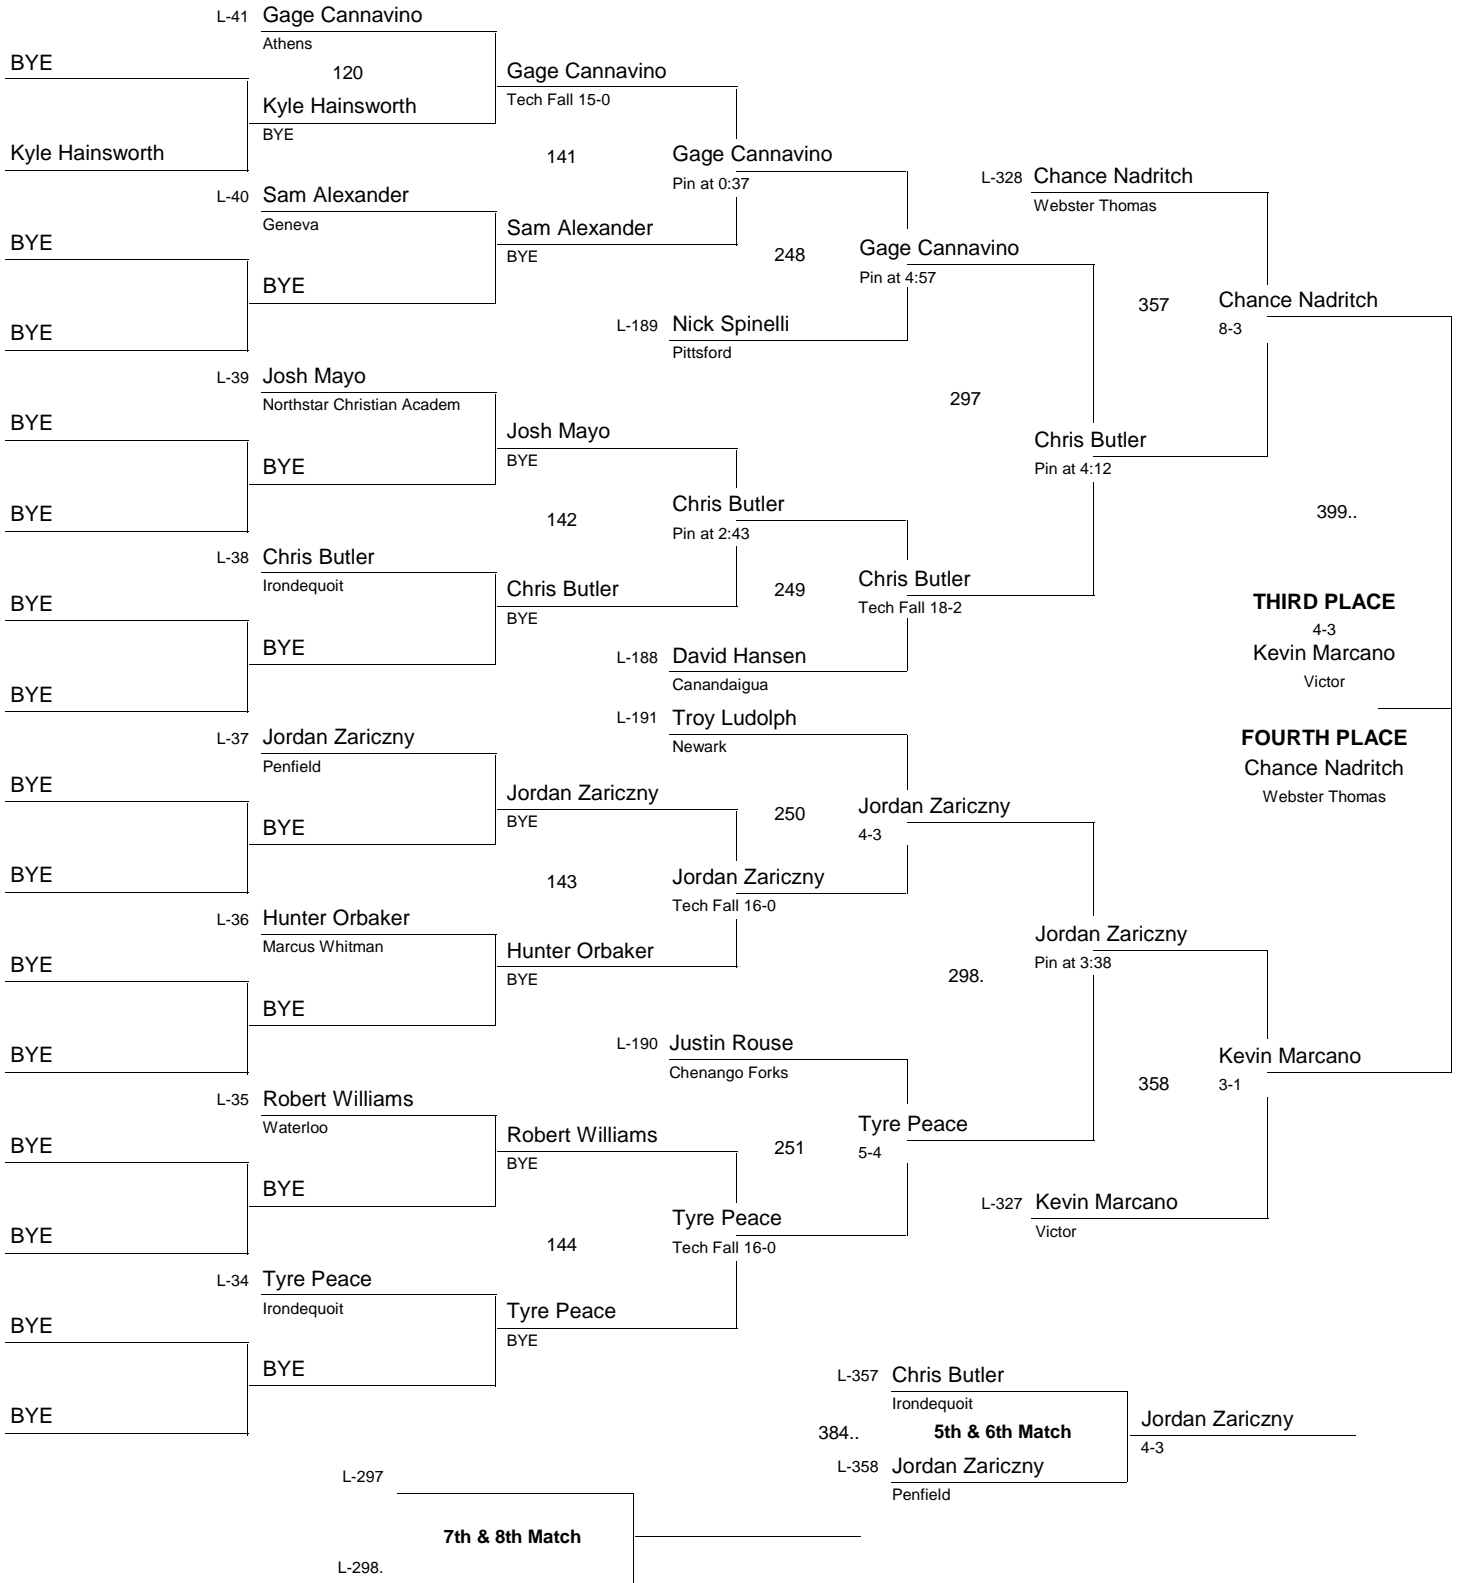 L-41 Gage Cannavino
Athens
BYE
120
Gage Cannavino
Tech Fall 15-0
Kyle Hainsworth
BYE
Kyle Hainsworth
141
Gage Cannavino
Pin at 0:37
L-328 Chance Nadritch
Webster Thomas
L-40 Sam Alexander
Geneva
Sam Alexander
BYE
BYE
248
Gage Cannavino
Pin at 4:57
BYE
357
Chance Nadritch
8-3
BYE
L-189 Nick Spinelli
Pittsford
L-39 Josh Mayo
Northstar Christian Academ
297
BYE
Josh Mayo
BYE
Chris Butler
Pin at 4:12
BYE
Chris Butler
Pin at 2:43
BYE
142
399..
L-38 Chris Butler
Irondequoit
Chris Butler
BYE
249
Chris Butler
Tech Fall 18-2
BYE
THIRD PLACE
4-3
Kevin Marcano
Victor
BYE
L-188 David Hansen
Canandaigua
BYE
L-191 Troy Ludolph
Newark
L-37 Jordan Zariczny
Penfield
FOURTH PLACE
Chance Nadritch
Webster Thomas
BYE
Jordan Zariczny
BYE
250
Jordan Zariczny
4-3
BYE
BYE
143
Jordan Zariczny
Tech Fall 16-0
L-36 Hunter Orbaker
Marcus Whitman
Hunter Orbaker
BYE
Jordan Zariczny
Pin at 3:38
BYE
298.
BYE
L-190 Justin Rouse
Chenango Forks
BYE
Kevin Marcano
3-1
358
L-35 Robert Williams
Waterloo
Robert Williams
BYE
251
Tyre Peace
5-4
BYE
BYE
L-327 Kevin Marcano
Victor
Tyre Peace
Tech Fall 16-0
BYE
144
L-34 Tyre Peace
Irondequoit
Tyre Peace
BYE
BYE
BYE
L-357 Chris Butler
Irondequoit
BYE
384.. 5th & 6th Match
Jordan Zariczny
4-3
L-358 Jordan Zariczny
Penfield
L-297
7th & 8th Match
L-298.